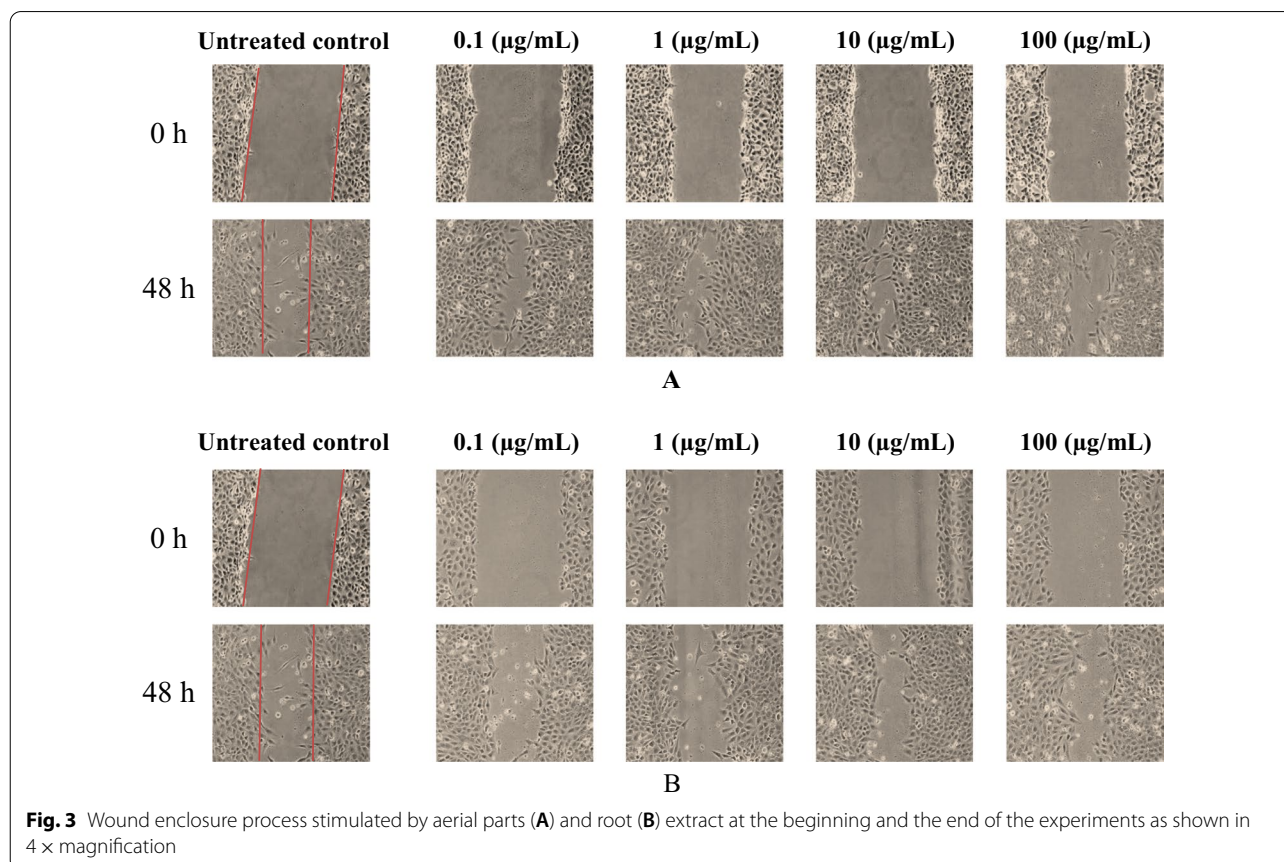 Untreated control 0.1 (µg/mL) 1 (µg/mL) 10 (µg/mL) 100 (µg/mL)
0 h
48 h
A
Untreated control 0.1 (µg/mL) 1 (µg/mL) 10 (µg/mL) 100 (µg/mL)
0 h
48 h
B
Fig. 3 Wound enclosure process stimulated by aerial parts (A) and root (B) extract at the beginning and the end of the experiments as shown in
4 × magnification